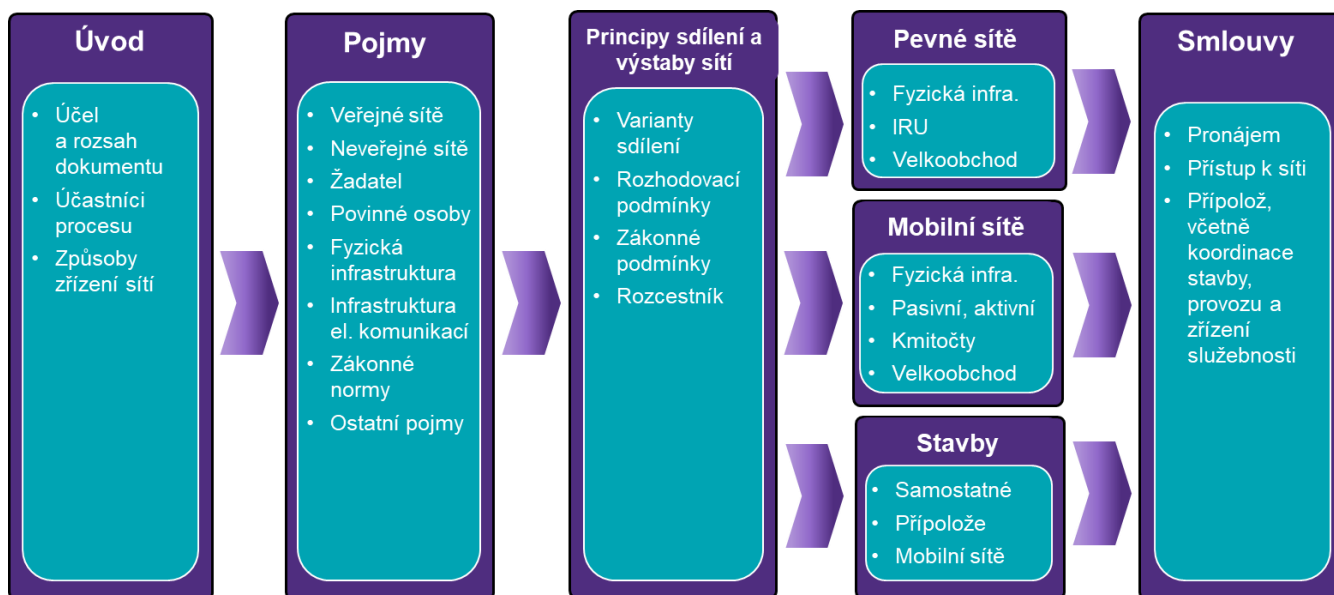 Úvod
• Účel
a rozsah
dokumentu
• Účastníci
procesu
• Způsoby
zřízení sítí
Pojmy
• Veřejné sítě
• Neveřejné sítě
• Žadatel
• Povinné osoby
• Fyzická
infrastruktura
• Infrastruktura
el. komunikací
• Zákonné
normy
• Ostatní pojmy
Principy sdílení a
výstaby sítí
• Varianty
sdílení
• Rozhodovací
podmínky
• Zákonné
podmínky
• Rozcestník
Pevné sítě
• Fyzická infra.
• IRU
• Velkoobchod
Mobilní sítě
• Fyzická infra.
• Pasivní, aktivní
• Kmitočty
• Velkoobchod
Stavby
• Samostatné
• Přípolože
• Mobilní sítě
Smlouvy
• Pronájem
• Přístup k síti
• Přípolož,
včetně
koordinace
stavby,
provozu a
zřízení
služebnosti